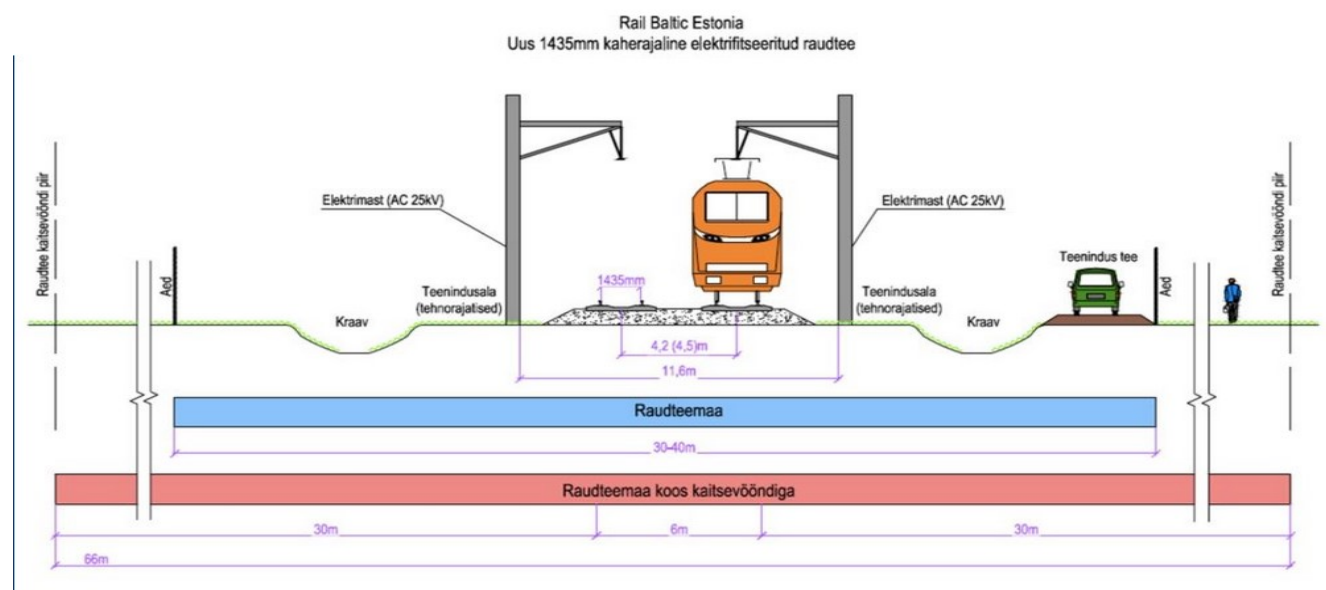 Rail Baltic Estonia
Uus 1435mm kaherajaline elektrifitseeritud raudtee
Raudtee kaitsevööndi piir
Aed
Kraav
Elektrimast (AC 25kV)
Teenindusala
(tehnorajatised)
1435mm
4,2 (4,5)m
11,6m
Elektrimast (AC 25kV)
Teenindusala
(tehnorajatised)
Kraav
Teenindus tee
Aed
Raudtee kaitsevööndi piir
Raudteemaa
30-40m
Raudteemaa koos kaitsevööndiga
30m
6m
30m
66m